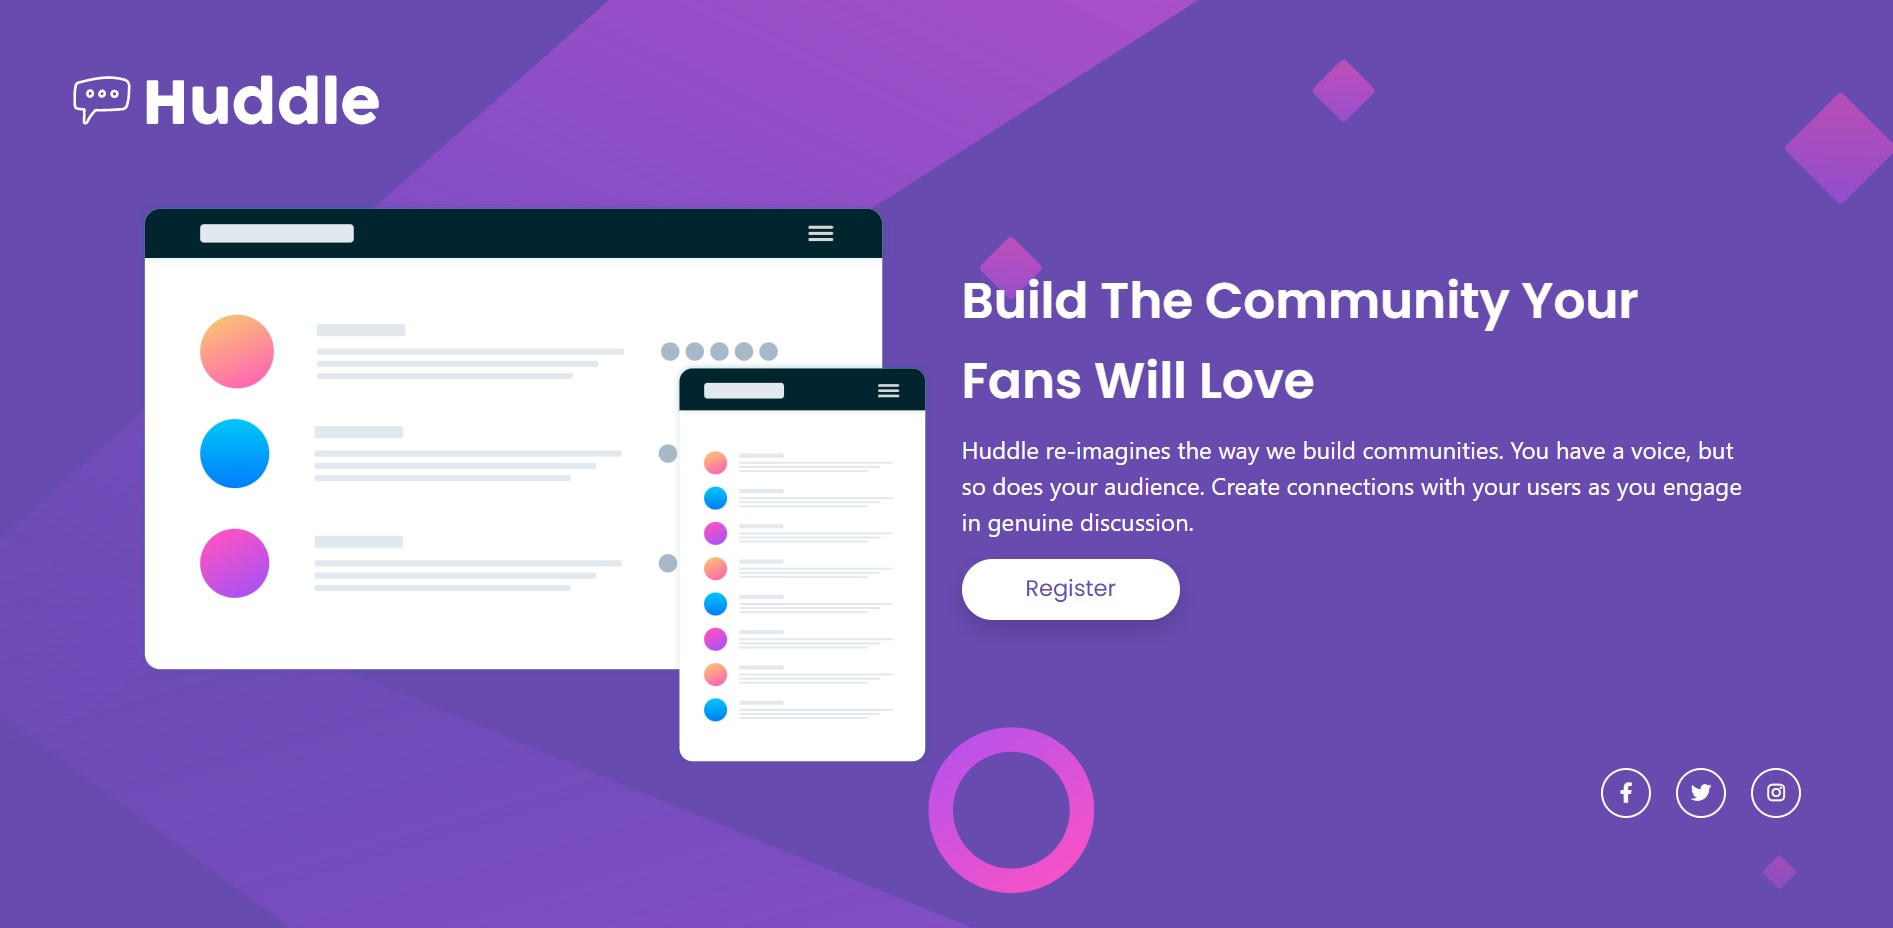 Huddle
Build The Community Your
Fans Will Love
Huddle re-imagines the way we build communities. You have a voice, but
so does your audience. Create connections with your users as you engage
in genuine discussion.
Register